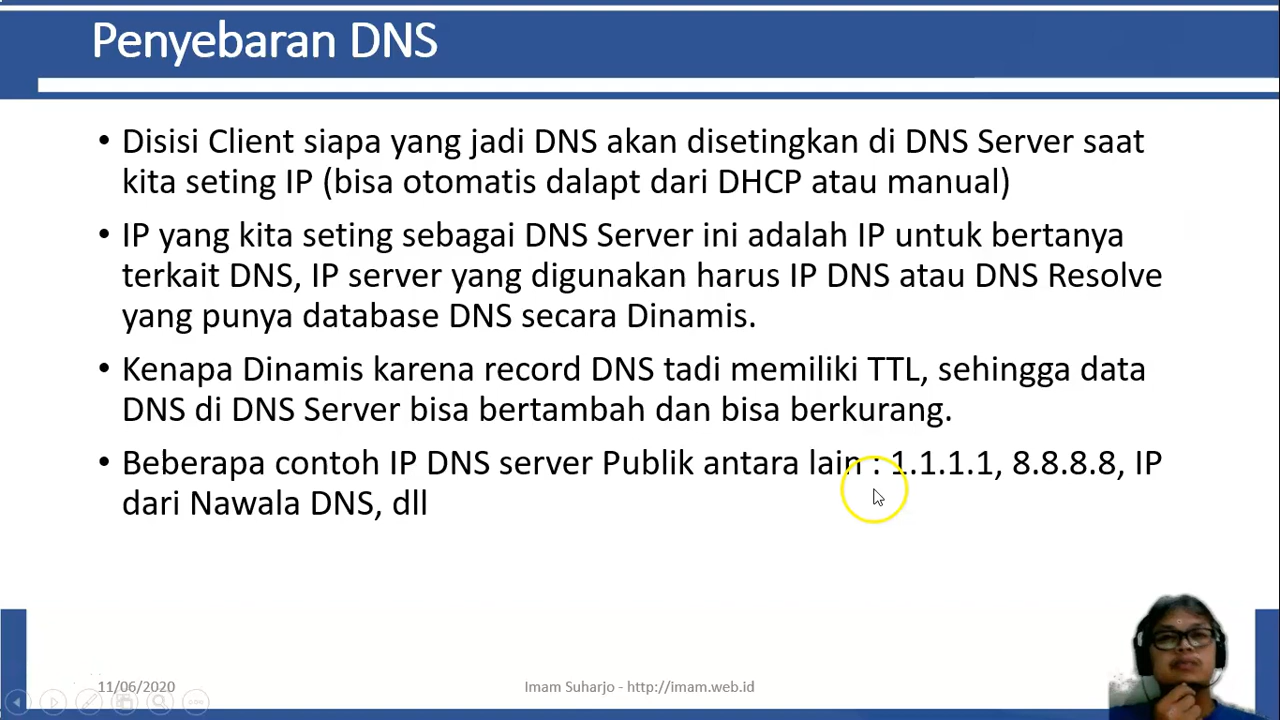 Penyebaran DNS
• Disisi Client siapa yang jadi DNS akan disetingkan di DNS Server saat
kita seting IP (bisa otomatis dalapt dari DHCP atau manual)
• IP yang kita seting sebagai DNS Server ini adalah IP untuk bertanya
terkait DNS, IP server yang digunakan harus IP DNS atau DNS Resolve
yang punya database DNS secara Dinamis.
• Kenapa Dinamis karena record DNS tadi memiliki TTL, sehingga data
DNS di DNS Server bisa bertambah dan bisa berkurang.
• Beberapa contoh IP DNS server Publik antara lain : 1.1.1.1, 8.8.8.8, IP
dari Nawala DNS, dll
11/06/2020
Imam Suharjo - http://imam.web.id